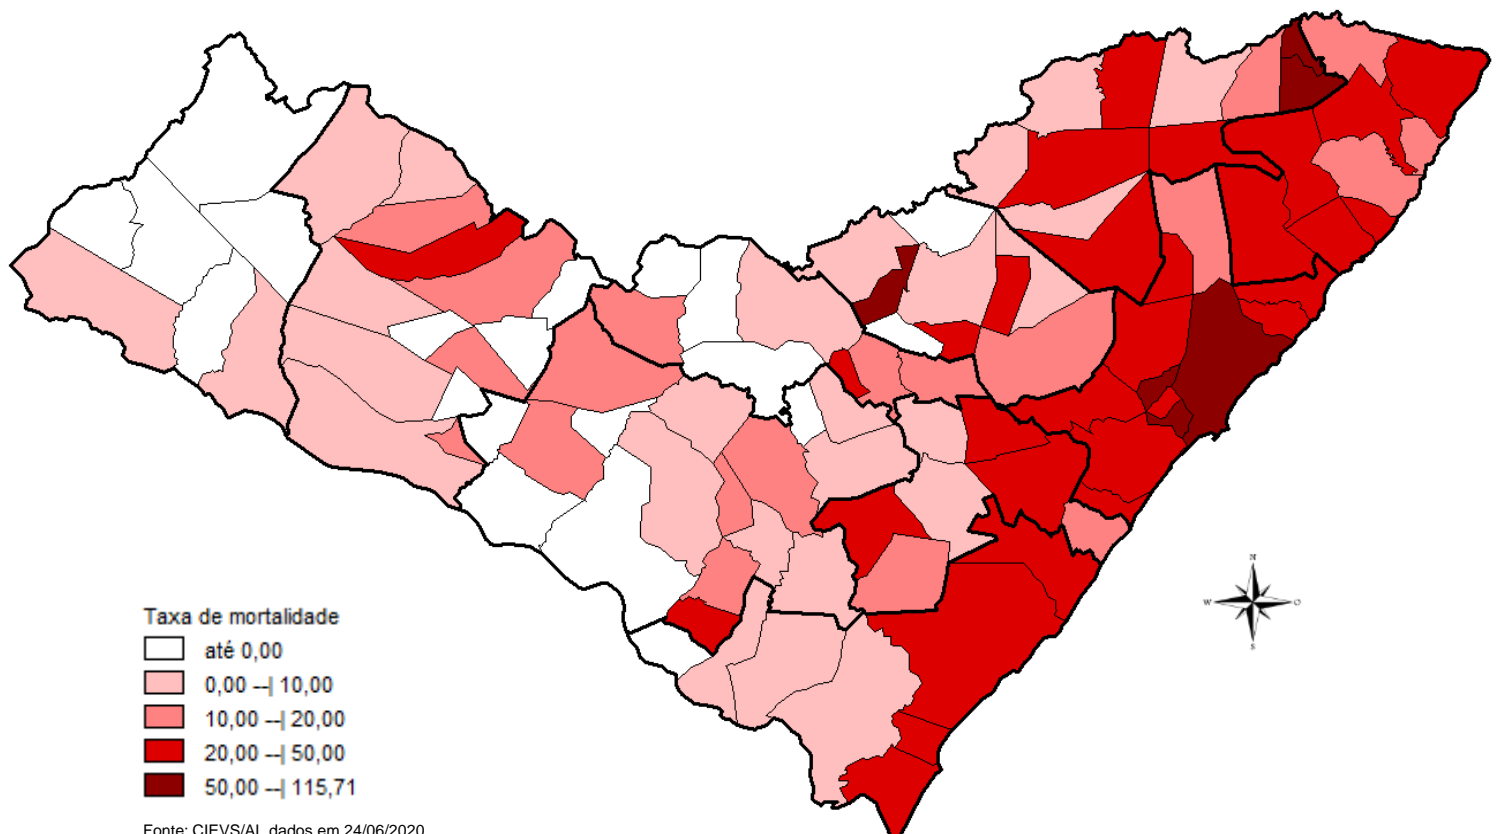 N
W
O
S
Taxa de mortalidade
até 0,00
0,00 --| 10,00
10,00 --| 20,00
20,00 --| 50,00
50,00 --| 115,71
Fonte: CIEVS/AL, dados em 24/06/2020